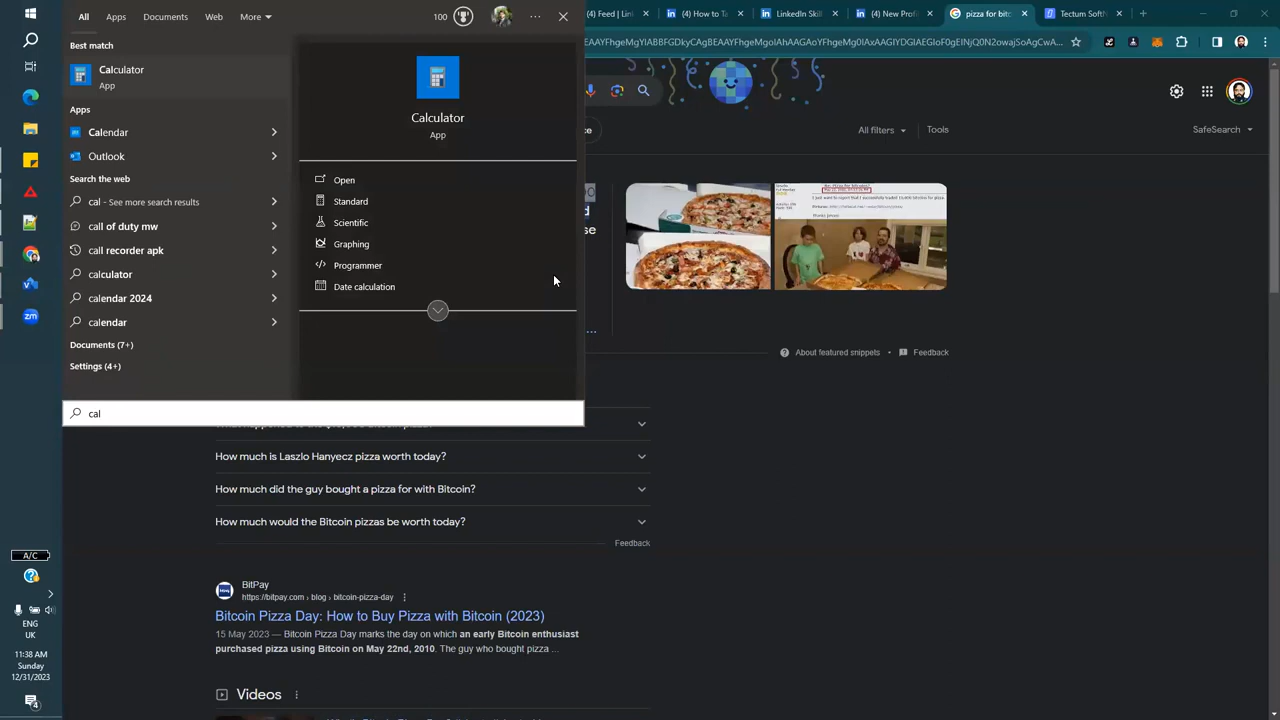 All Apps Documents Web More 100
Best match
Calculator
App
Apps
Calendar
Outlook
Search the web
cal - See more search results
call of duty mw
call recorder apk
calculator
calendar 2024
calendar
Documents (7+)
Settings (4+)
cal
Calculator
App
Open
Standard
Scientific
Graphing
Programmer
Date calculation
(4) Feed | Link
(4) How to Ta
LinkedIn Skill
(4) New Profil
pizza for bitc
Tectum Softn
All filters
Tools
SafeSearch
About featured snippets • Feedback
How much is Laszlo Hanyecz pizza worth today?
How much did the guy bought a pizza for with Bitcoin?
How much would the Bitcoin pizzas be worth today?
Feedback
BitPay
https://bitpay.com › blog › bitcoin-pizza-day
Bitcoin Pizza Day: How to Buy Pizza with Bitcoin (2023)
15 May 2023 — Bitcoin Pizza Day marks the day on which an early Bitcoin enthusiast
purchased pizza using Bitcoin on May 22nd, 2010. The guy who bought pizza ...
Videos
A/C
ENG
UK
11:38 AM
Sunday
12/31/2023
4